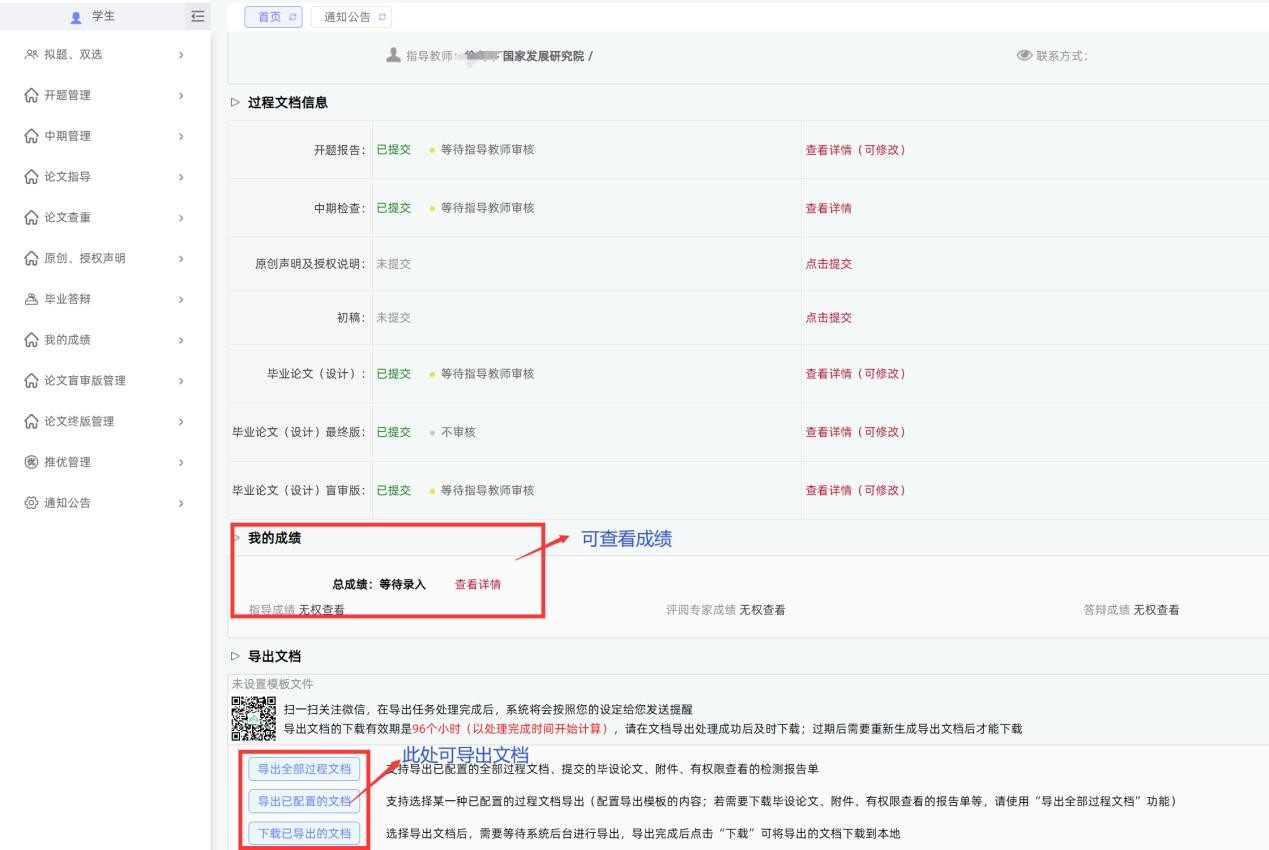 学生
首页
通知公告
拟题、双选
开题管理
中期管理
论文指导
论文查重
原创、授权声明
毕业答辩
我的成绩
论文盲审版管理
论文终版管理
推优管理
通知公告
指导教师: 国家发展研究院 /
联系方式:
过程文档信息
开题报告: 已提交 等待指导教师审核 查看详情（可修改）
中期检查: 已提交 等待指导教师审核 查看详情
原创声明及授权说明: 未提交 点击提交
初稿: 未提交 点击提交
毕业论文（设计）: 已提交 等待指导教师审核 查看详情（可修改）
毕业论文（设计）最终版: 已提交 不审核 查看详情（可修改）
毕业论文（设计）盲审版: 已提交 等待指导教师审核 查看详情（可修改）
我的成绩
可查看成绩
总成绩: 等待录入 查看详情
指导成绩 无权查看 评阅专家成绩 无权查看 答辩成绩 无权查看
导出文档
未设置模板文件
扫一扫关注微信，在导出任务处理完成后，系统将会按照您的设定给您发送提醒
导出文档的下载有效期是96个小时（以处理完成时间开始计算），请在文档导出处理成功后及时下载；过期后需要重新生成导出文档后才能下载
此处可导出文档
导出全部过程文档 支持导出已配置的全部过程文档、提交的毕设论文、附件、有权限查看的检测报告单
导出已配置的文档 支持选择某一种已配置的过程文档导出（配置导出模板的内容；若需要下载毕设论文、附件、有权限查看的报告单等，请使用“导出全部过程文档”功能）
下载已导出的文档 选择导出文档后，需要等待系统后台进行导出，导出完成后点击“下载”可将导出的文档下载到本地